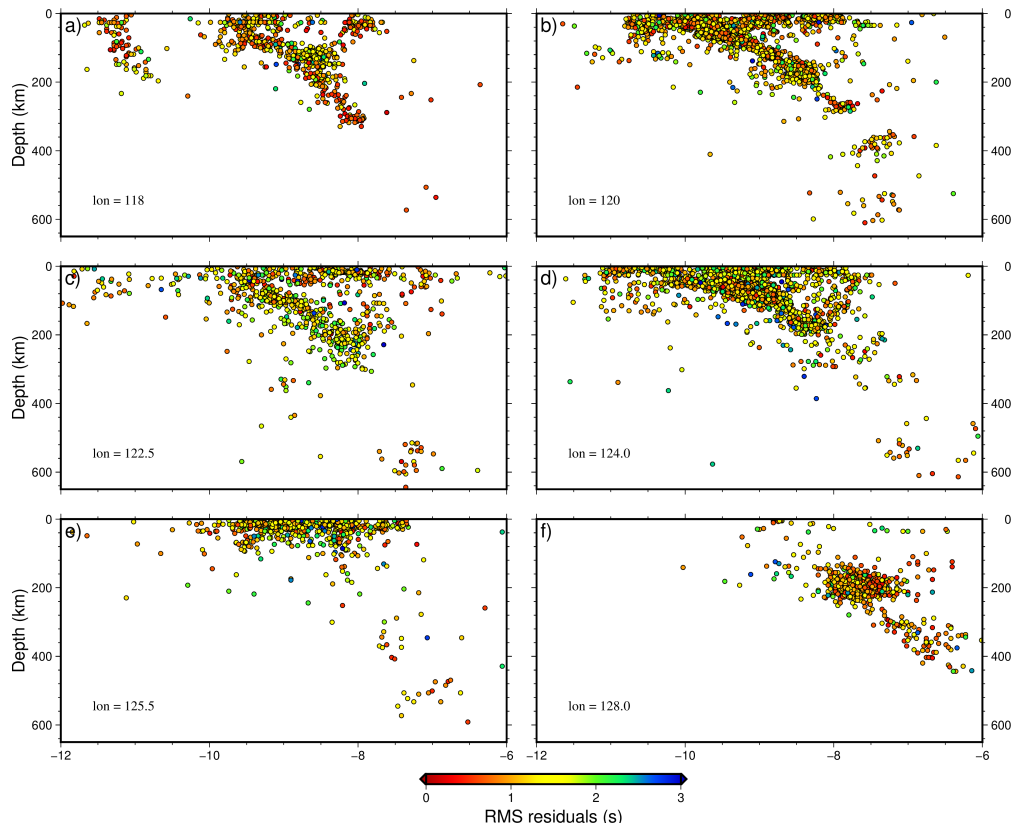 a) b)
0 200 400 600
Depth (km)
lon = 118
lon = 120
0 200 400 600
c) d)
0 200 400 600
Depth (km)
lon = 122.5
lon = 124.0
0 200 400 600
e) f)
0 200 400 600
Depth (km)
lon = 125.5
lon = 128.0
0 200 400 600
−12 −10 −8 −6
−10 −8 −6
0 1 2 3
RMS residuals (s)